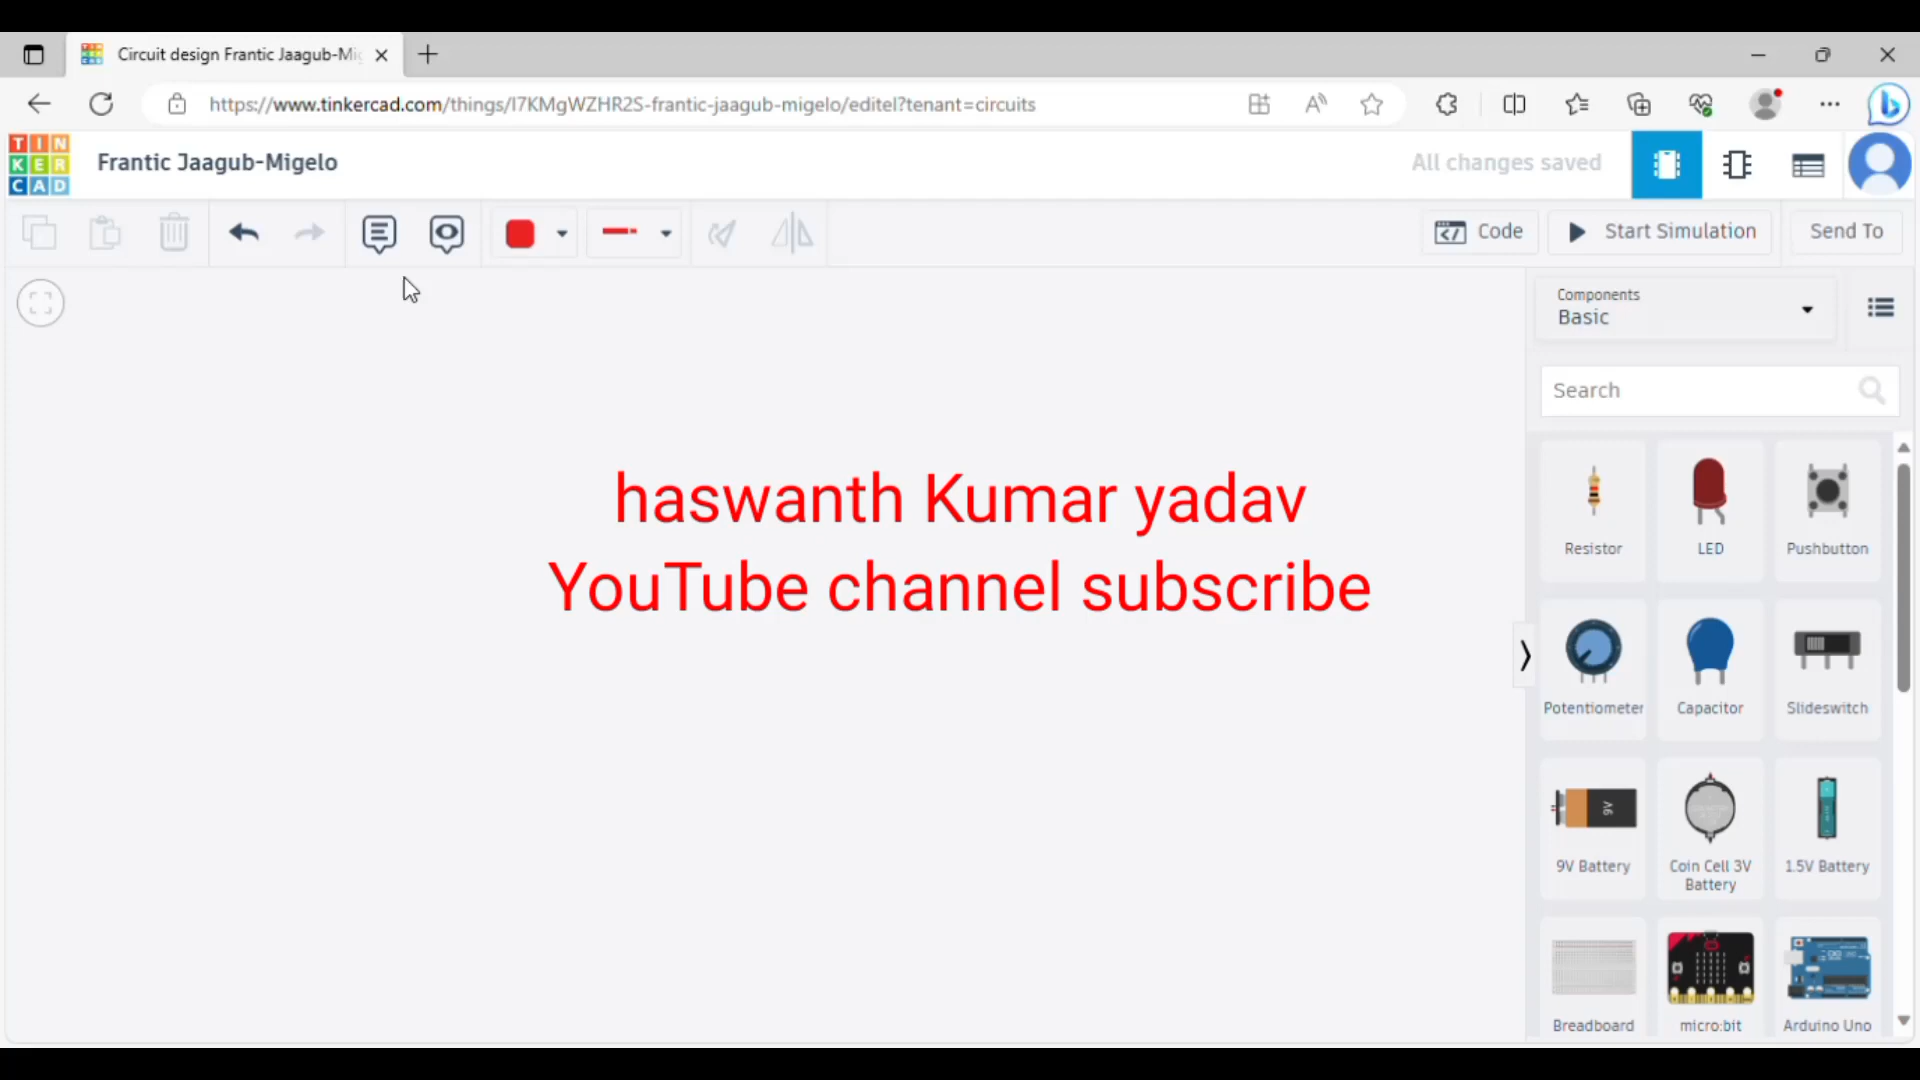 Circuit design Frantic Jaagub-Mig
https://www.tinkercad.com/things/I7KMgWZHR2S-frantic-jaagub-migelo/editel?tenant=circuits
TIN
KER
CAD
Frantic Jaagub-Migelo
All changes saved
Code
Start Simulation
Send To
Components
Basic
Search
haswanth Kumar yadav
YouTube channel subscribe
Resistor
LED
Pushbutton
Potentiometer
Capacitor
Slideswitch
9V
9V Battery
Coin Cell 3V
Battery
1.5V Battery
Breadboard
micro:bit
Arduino Uno